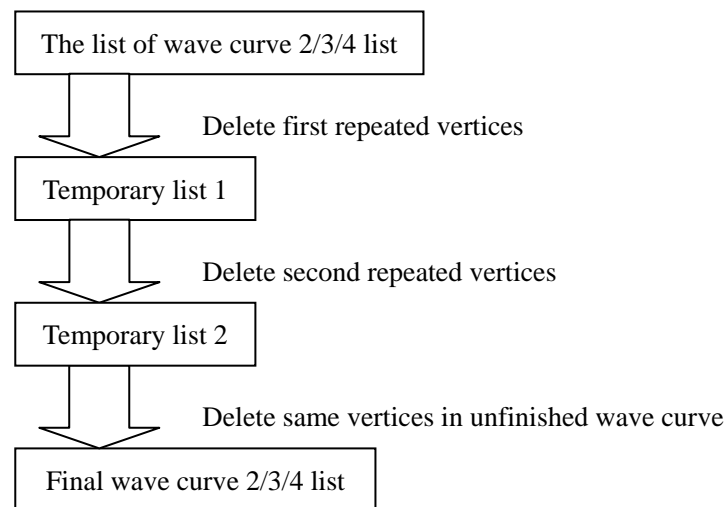 The list of wave curve 2/3/4 list
Delete first repeated vertices
Temporary list 1
Delete second repeated vertices
Temporary list 2
Delete same vertices in unfinished wave curve
Final wave curve 2/3/4 list